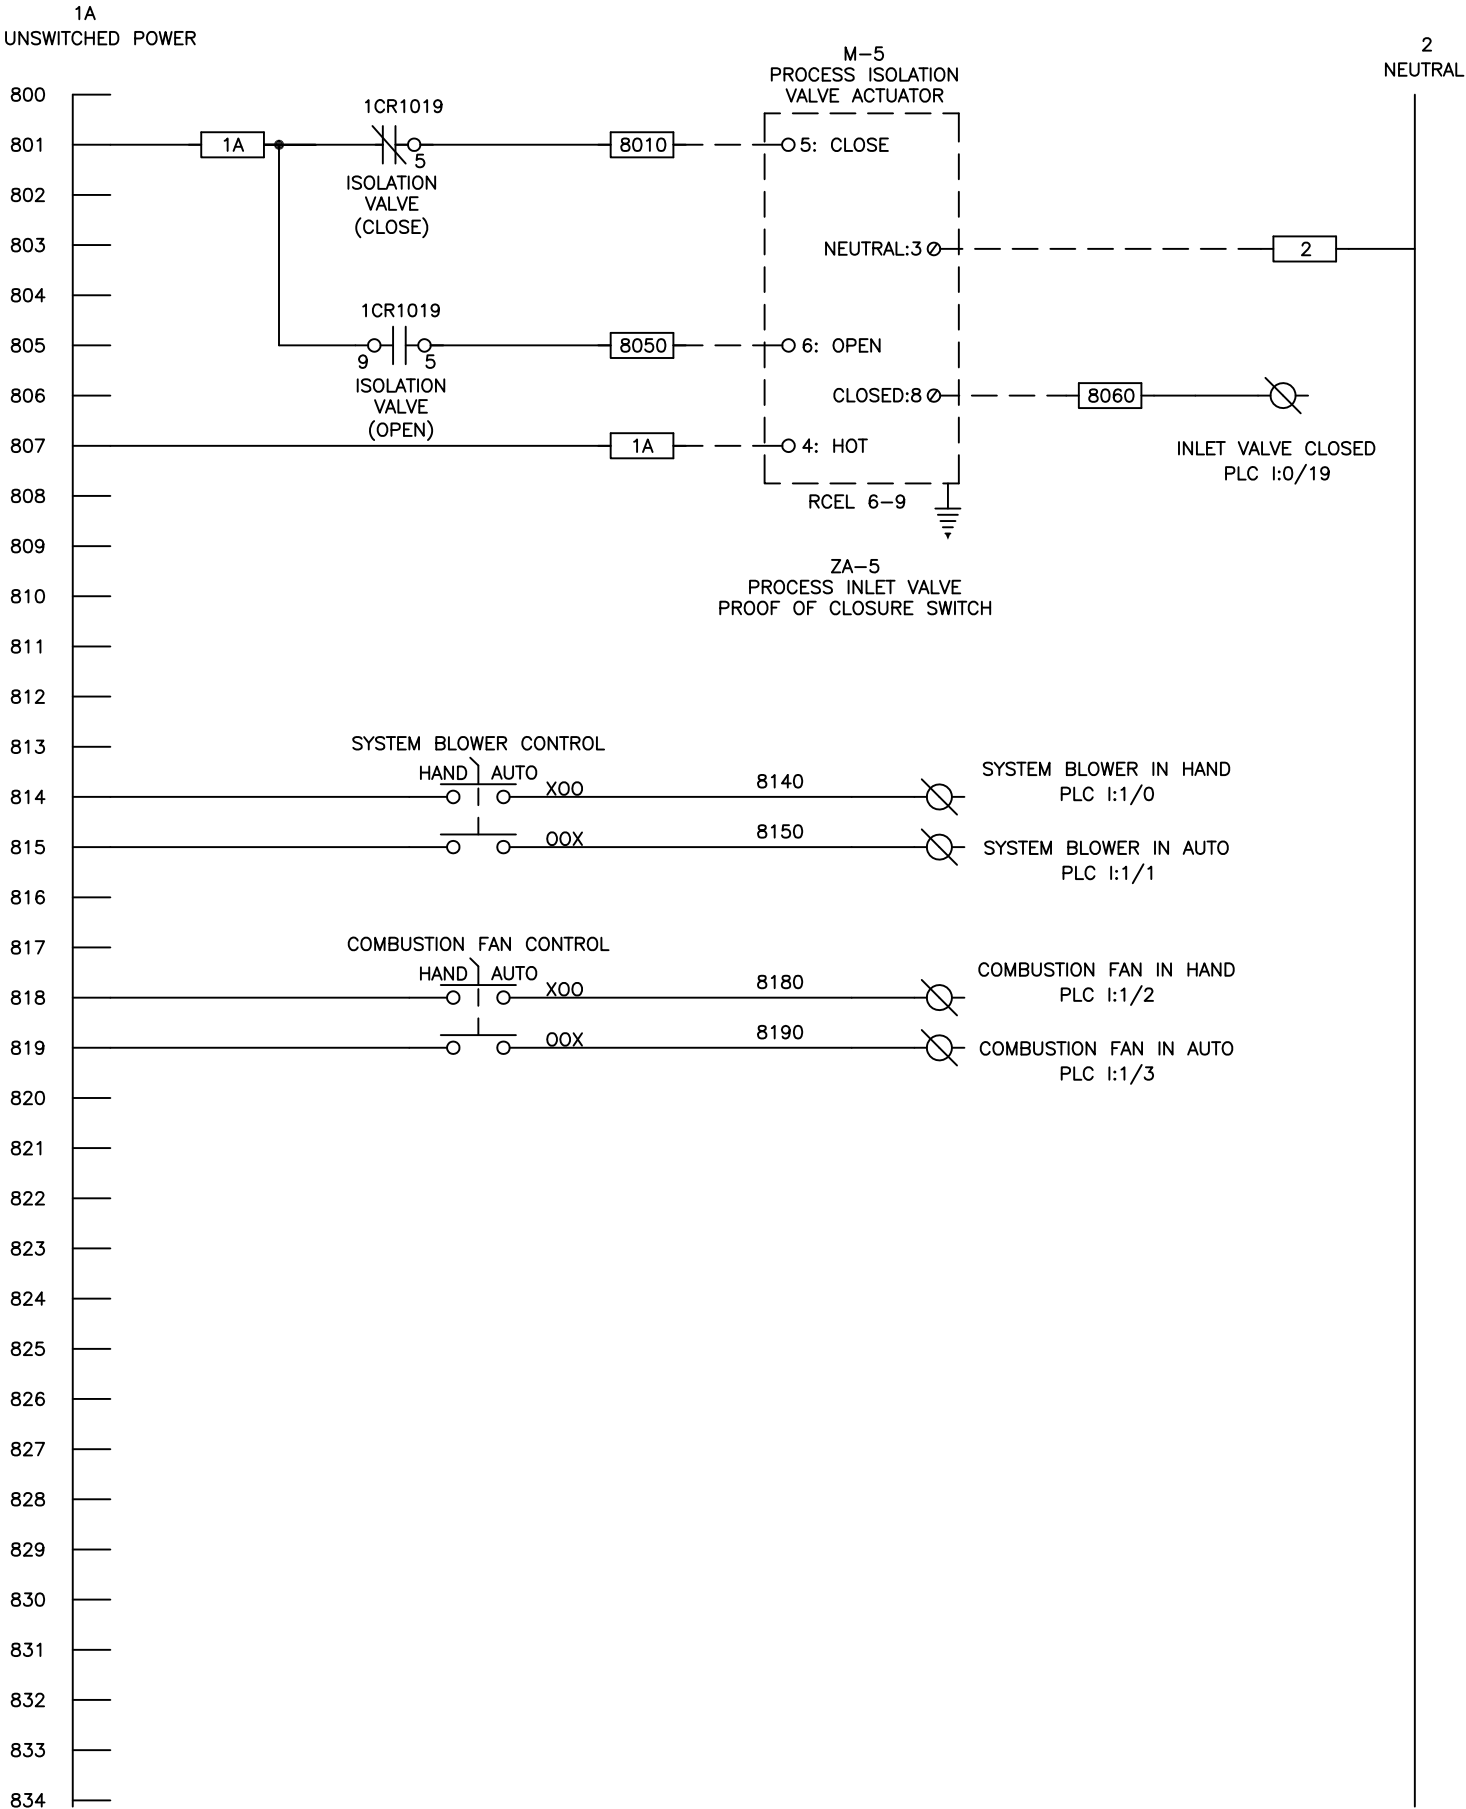 1A
UNSWITCHED POWER
2
NEUTRAL
M-5
PROCESS ISOLATION
VALVE ACTUATOR
800
1CR1019
801
1A
5
8010
5: CLOSE
ISOLATION
VALVE
(CLOSE)
802
803
NEUTRAL:3
2
804
1CR1019
805
9
5
8050
6: OPEN
ISOLATION
VALVE
(OPEN)
806
CLOSED:8
8060
807
1A
4: HOT
INLET VALVE CLOSED
PLC I:0/19
808
RCEL 6-9
809
ZA-5
PROCESS INLET VALVE
PROOF OF CLOSURE SWITCH
810
811
812
813
SYSTEM BLOWER CONTROL
HAND AUTO
814
XOO
8140
SYSTEM BLOWER IN HAND
PLC I:1/0
815
OOX
8150
SYSTEM BLOWER IN AUTO
PLC I:1/1
816
817
COMBUSTION FAN CONTROL
HAND AUTO
818
XOO
8180
COMBUSTION FAN IN HAND
PLC I:1/2
819
OOX
8190
COMBUSTION FAN IN AUTO
PLC I:1/3
820
821
822
823
824
825
826
827
828
829
830
831
832
833
834